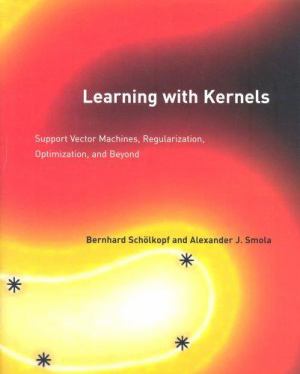 Learning with Kernels
Support Vector Machines, Regularization,
Optimization, and Beyond
Bernhard Schölkopf and Alexander J. Smola